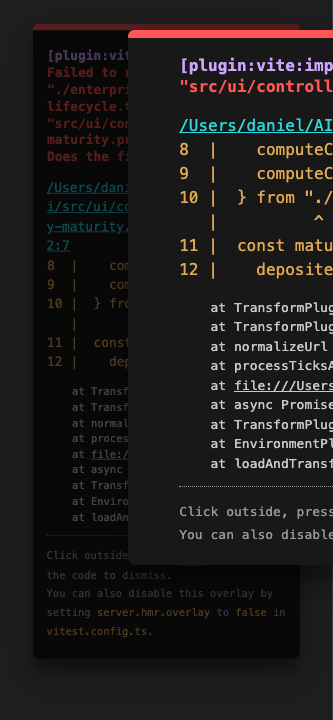 [plugin:vite
Failed to r
"./enterpri
lifecycle.t
"src/ui/con
maturity.pr
Does the fi
/Users/dani
i/src/ui/co
y-maturity.
2:7
8 | com
9 | com
10 | } fro
|
11 | const
12 | dep
at Transf
at Transf
at normal
at proces
at file:/
at async
at Transf
at Enviro
at loadAn
Click outside
the code to dismiss.
You can also disable this overlay by
setting server.hmr.overlay to false in
vitest.config.ts.
[plugin:vite:imp
"src/ui/controll
/Users/daniel/AI
8 | computeC
9 | computeC
10 | } from "./
| ^
11 | const matu
12 | deposite
at TransformPlug
at TransformPlug
at normalizeUrl
at processTicksA
at file:///Users
at async Promise
at TransformPlug
at EnvironmentPl
at loadAndTransf
Click outside, press
You can also disable